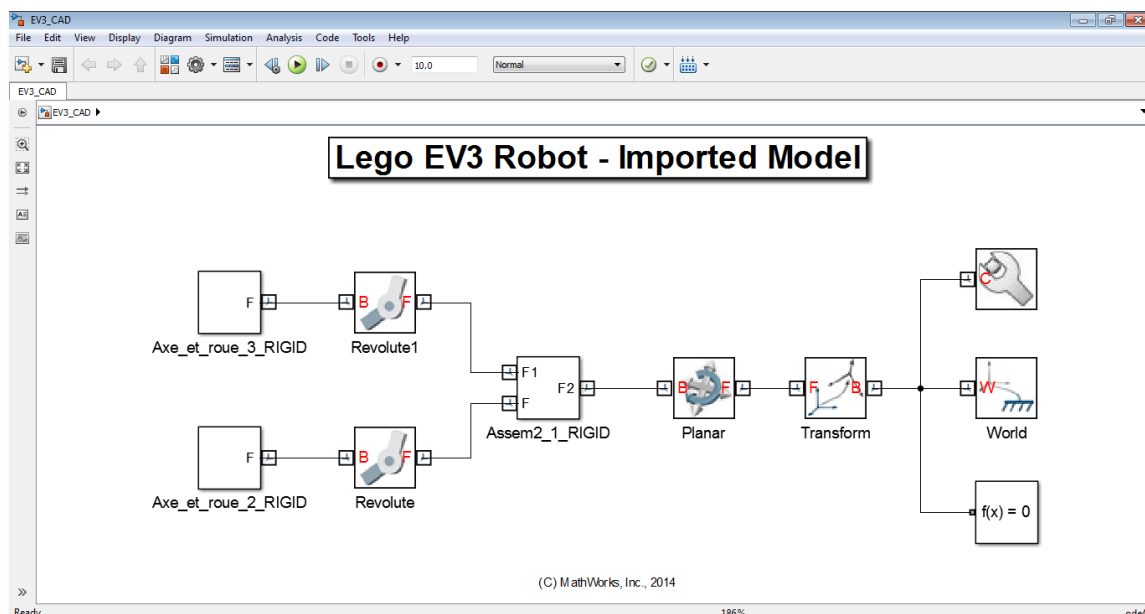 EV3_CAD
File Edit View Display Diagram Simulation Analysis Code Tools Help
10.0 Normal
EV3_CAD
EV3_CAD
Lego EV3 Robot - Imported Model
C
F B F
Axe_et_roue_3_RIGID Revolute1
F1
F2
F
B F F B W
Assem2_1_RIGID Planar Transform World
F B F
Axe_et_roue_2_RIGID Revolute
f(x) = 0
(C) MathWorks, Inc., 2014
Ready 186%